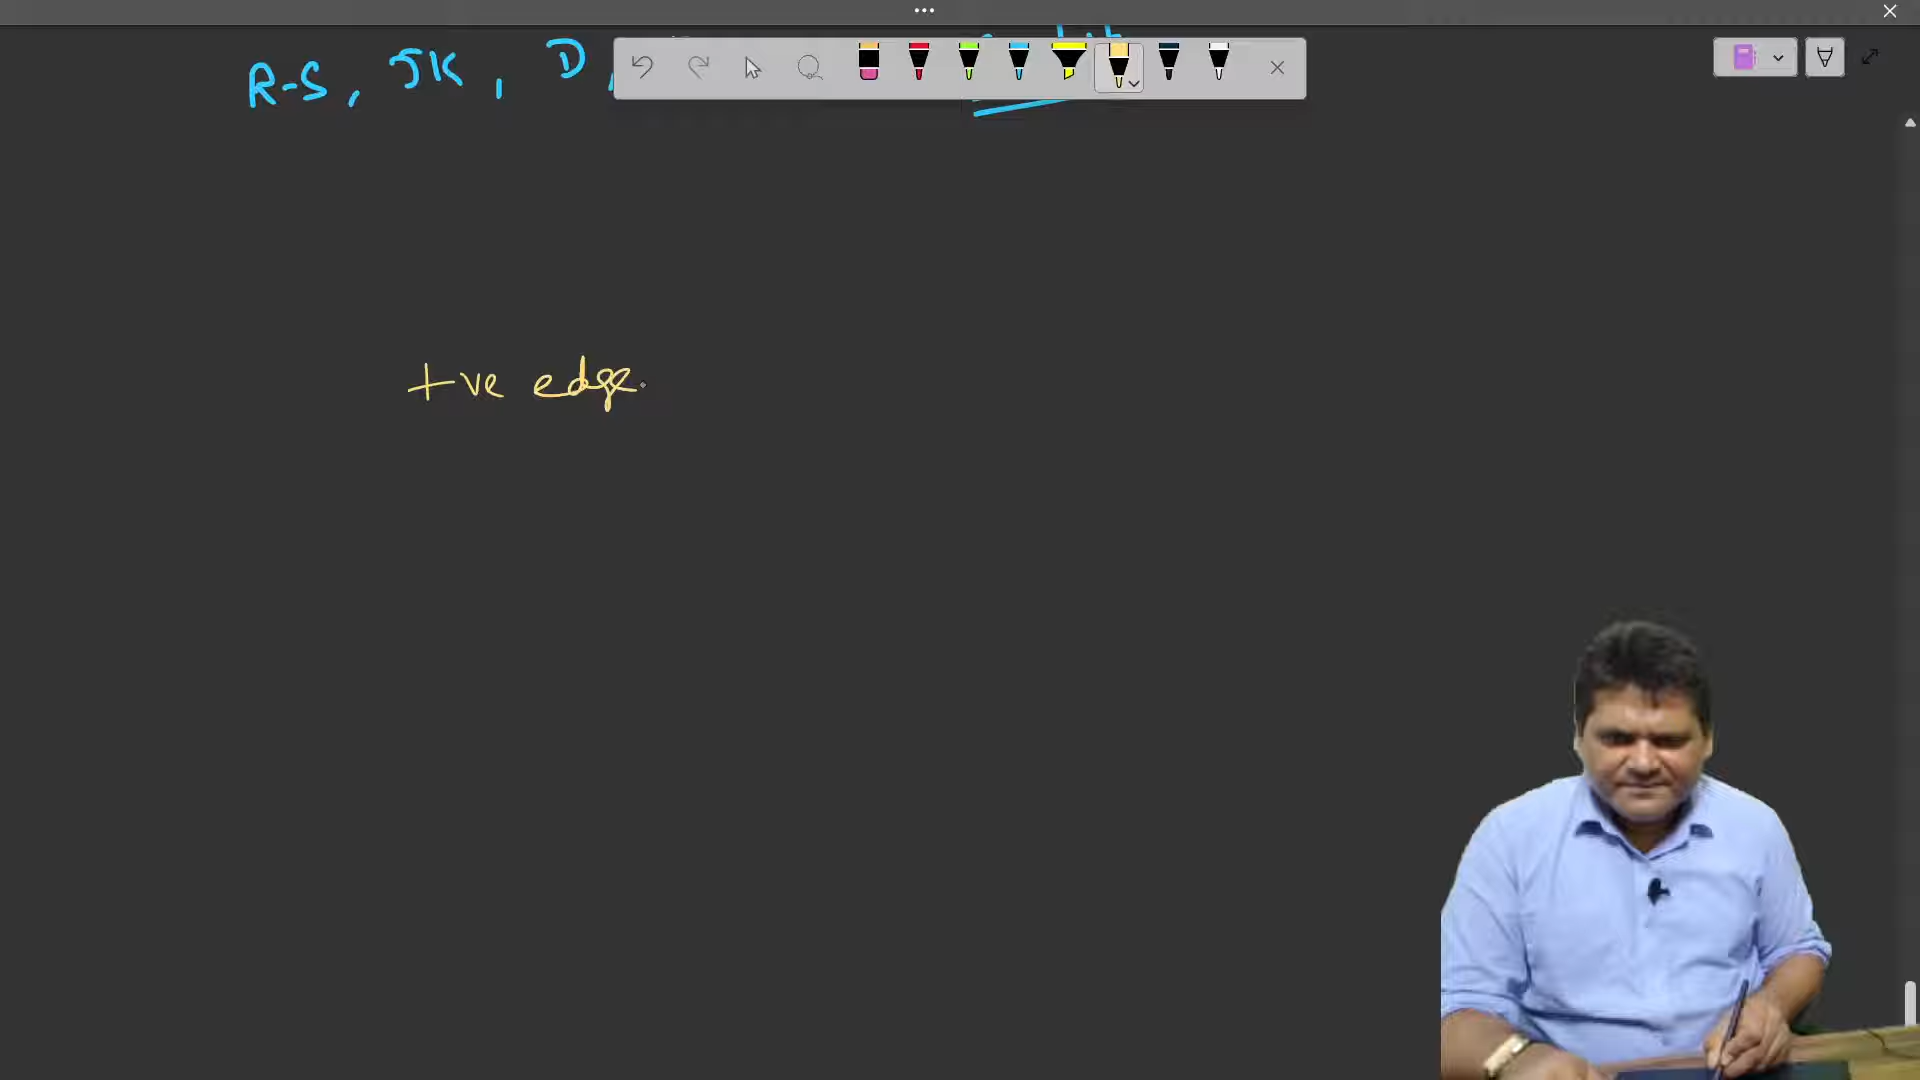 R-S, JK, D,
+ve edge